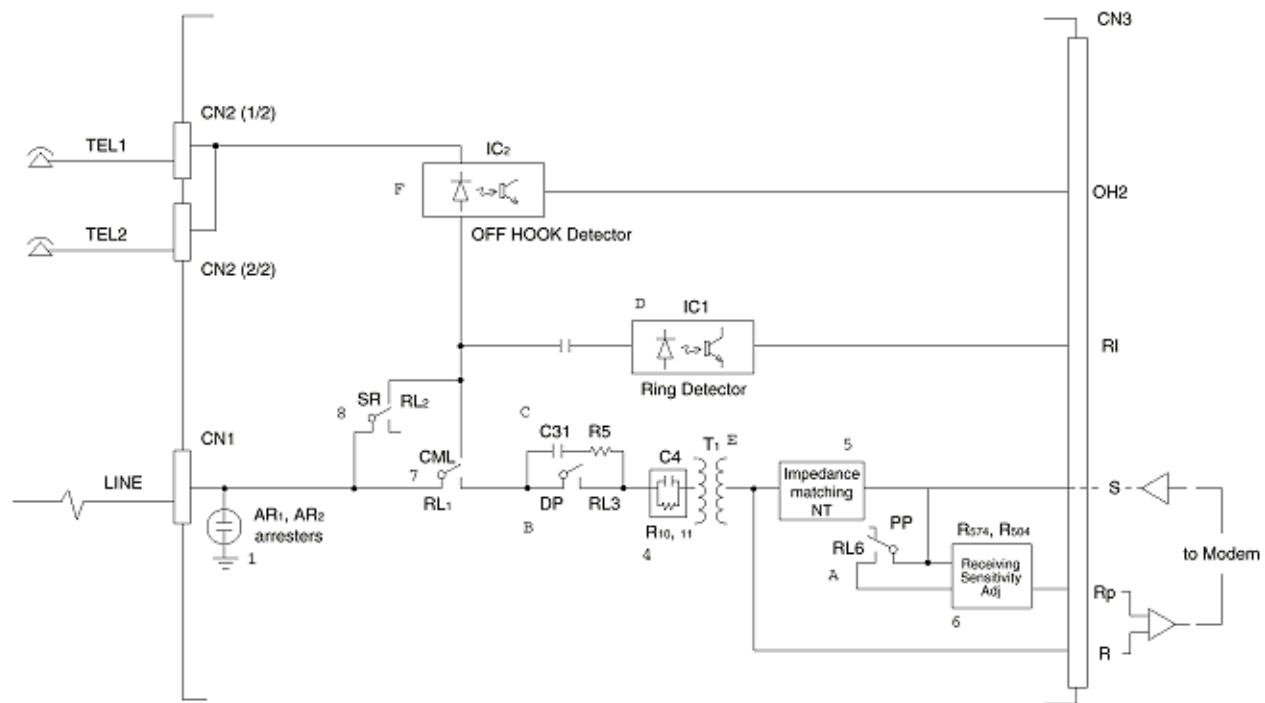 CN3
CN2 (1/2)
TEL1
IC2
F
OH2
TEL2
OFF HOOK Detector
CN2 (2/2)
D
IC1
RI
Ring Detector
SR
RL2
8
C
CN1
C31
R5
T1
E
5
CML
C4
LINE
7
Impedance
matching
NT
S
RL1
DP
RL3
AR1, AR2
arresters
B
R10, 11
PP
R574, R504
1
4
RL6
to Modem
A
Receiving
Sensitivity
Adj
Rp
6
R